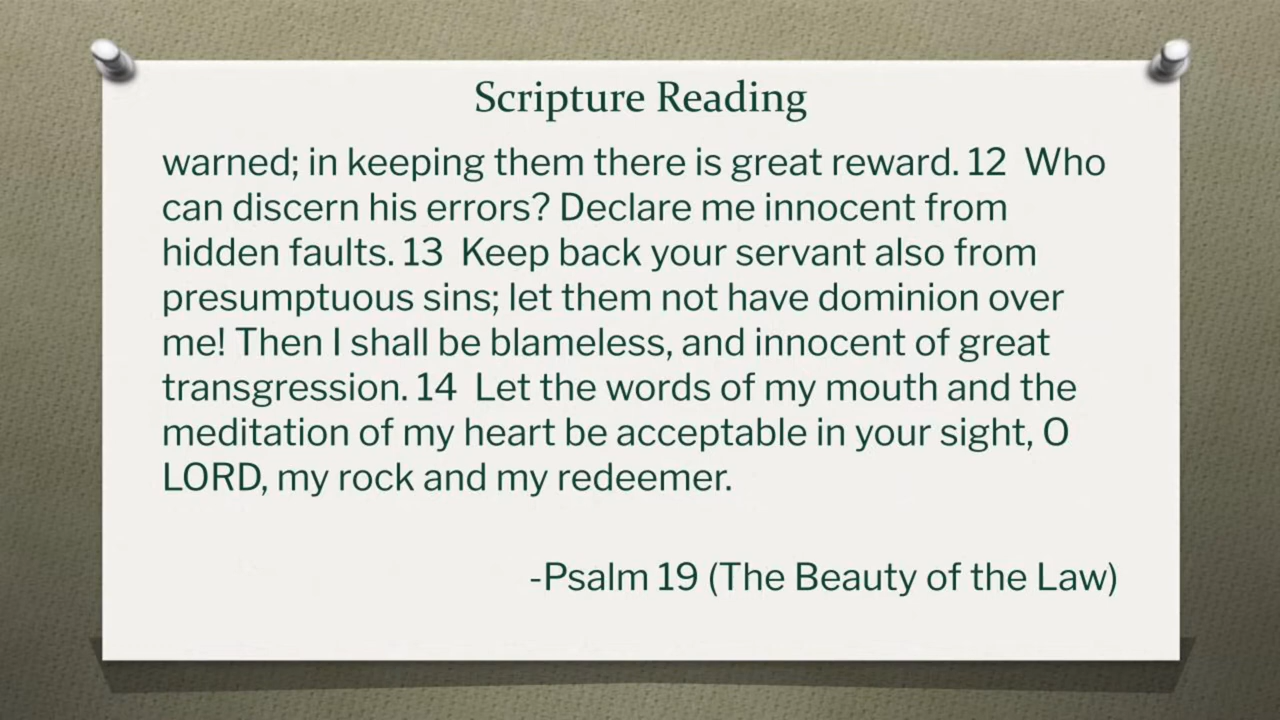 Scripture Reading
warned; in keeping them there is great reward. 12  Who
can discern his errors? Declare me innocent from
hidden faults. 13  Keep back your servant also from
presumptuous sins; let them not have dominion over
me! Then I shall be blameless, and innocent of great
transgression. 14  Let the words of my mouth and the
meditation of my heart be acceptable in your sight, O
LORD, my rock and my redeemer.
-Psalm 19 (The Beauty of the Law)